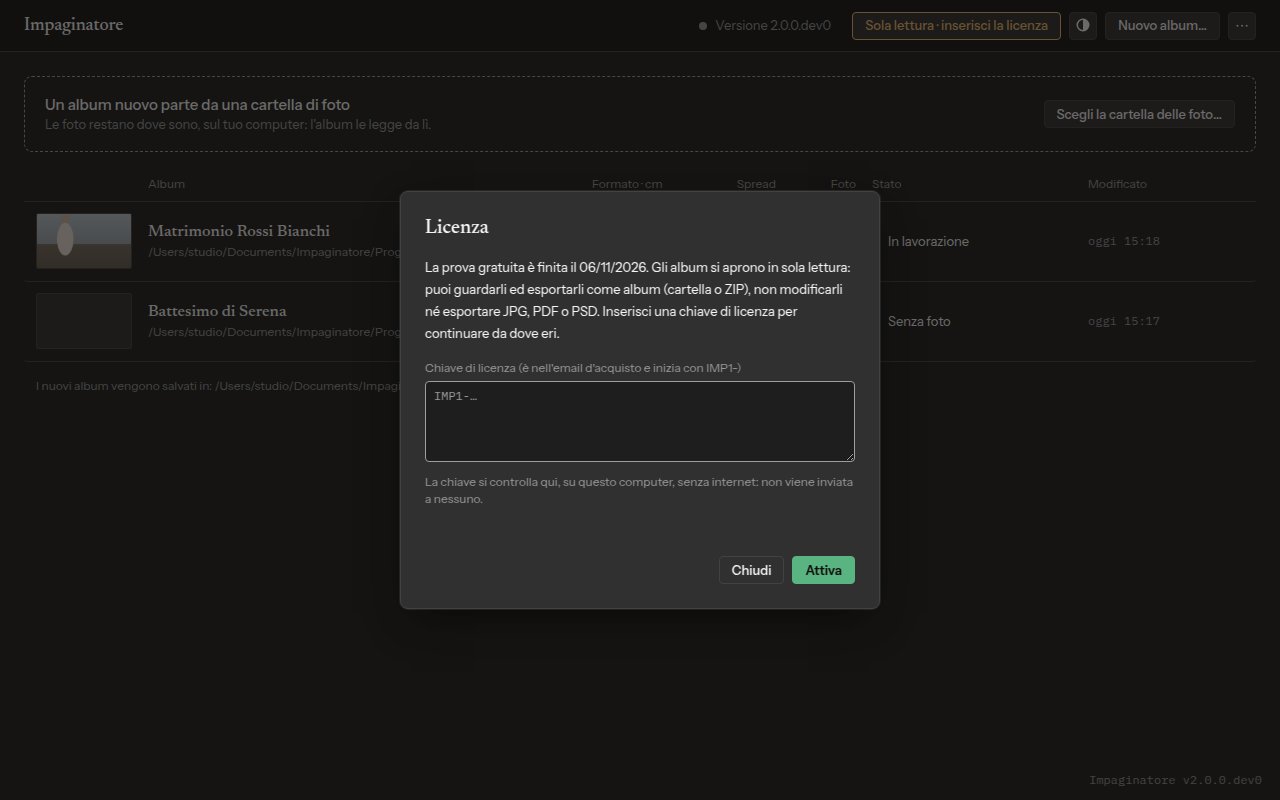 Impaginatore
Versione 2.0.0.dev0
Sola lettura · inserisci la licenza
Nuovo album...
Un album nuovo parte da una cartella di foto
Le foto restano dove sono, sul tuo computer: l'album le legge da lì.
Scegli la cartella delle foto...
Album
Formato · cm
Spread
Foto
Stato
Modificato
Matrimonio Rossi Bianchi
/Users/studio/Documents/Impaginatore/Prog
In lavorazione
oggi 15:18
Battesimo di Serena
/Users/studio/Documents/Impaginatore/Prog
Senza foto
oggi 15:17
I nuovi album vengono salvati in: /Users/studio/Documents/Impagi
Licenza
La prova gratuita è finita il 06/11/2026. Gli album si aprono in sola lettura:
puoi guardarli ed esportarli come album (cartella o ZIP), non modificarli
né esportare JPG, PDF o PSD. Inserisci una chiave di licenza per
continuare da dove eri.
Chiave di licenza (è nell'email d'acquisto e inizia con IMP1-)
IMP1-…
La chiave si controlla qui, su questo computer, senza internet: non viene inviata
a nessuno.
Chiudi
Attiva
Impaginatore v2.0.0.dev0